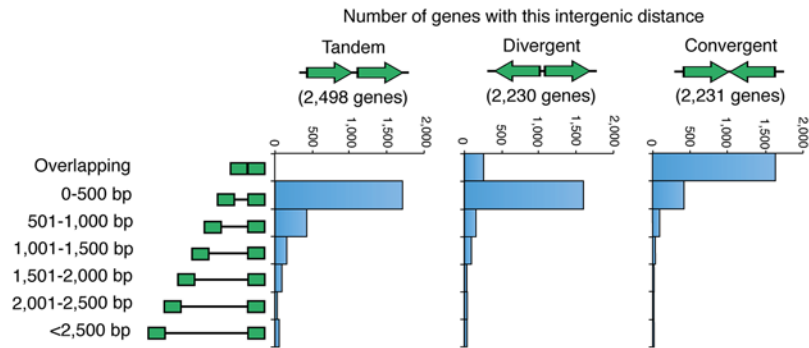 Number of genes with this intergenic distance
Tandem
Divergent
Convergent
(2,498 genes)
(2,230 genes)
(2,231 genes)
0
500
1,000
1,500
2,000
0
500
1,000
1,500
2,000
0
500
1,000
1,500
2,000
Overlapping
0-500 bp
501-1,000 bp
1,001-1,500 bp
1,501-2,000 bp
2,001-2,500 bp
<2,500 bp